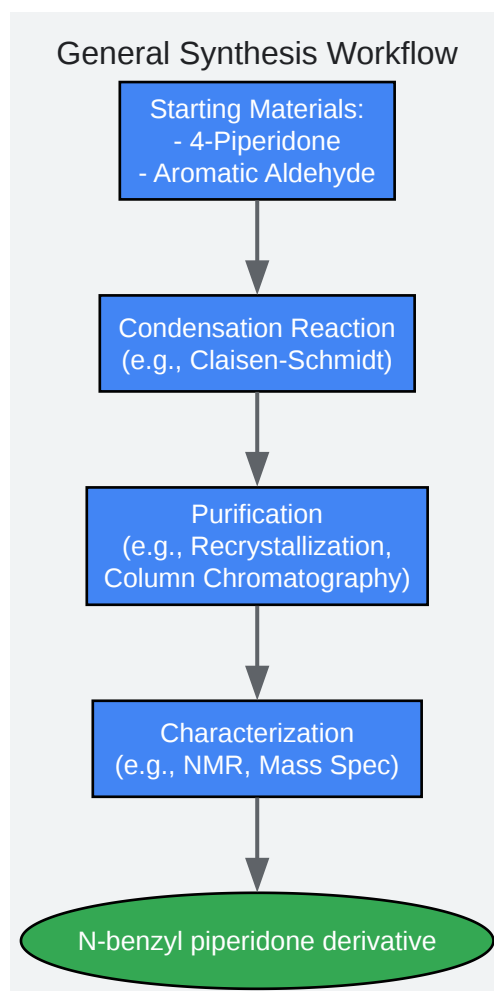 General Synthesis Workflow
Starting Materials:
- 4-Piperidone
- Aromatic Aldehyde
Condensation Reaction
(e.g., Claisen-Schmidt)
Purification
(e.g., Recrystallization,
Column Chromatography)
Characterization
(e.g., NMR, Mass Spec)
N-benzyl piperidone derivative